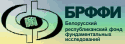 БРФФИ
Белорусский
республиканский фонд
фундаментальных
исследований